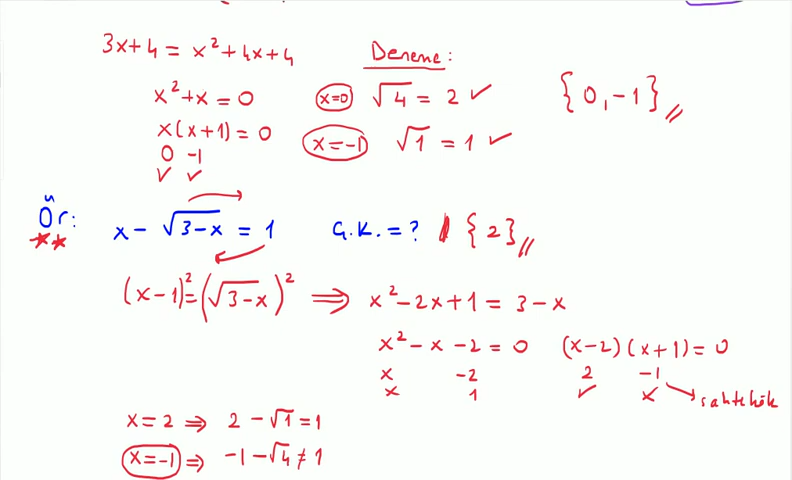 3x+4 = x²+4x+4
Deneme:
x²+x = 0
x=0 √4 = 2 ✓
{0,-1}
x(x+1) = 0
x=-1 √1 = 1 ✓
0 -1
✓ ✓
Ör: x - √(3-x) = 1 Ç.K. = ? {2}
**
(x-1)² = (√(3-x))² ⇒ x²-2x+1 = 3-x
x²-x-2 = 0 (x-2)(x+1) = 0
x -2 2 -1
x 1 ✓ x → sahte kök
x=2 ⇒ 2-√1 = 1
x=-1 ⇒ -1-√4 ≠ 1